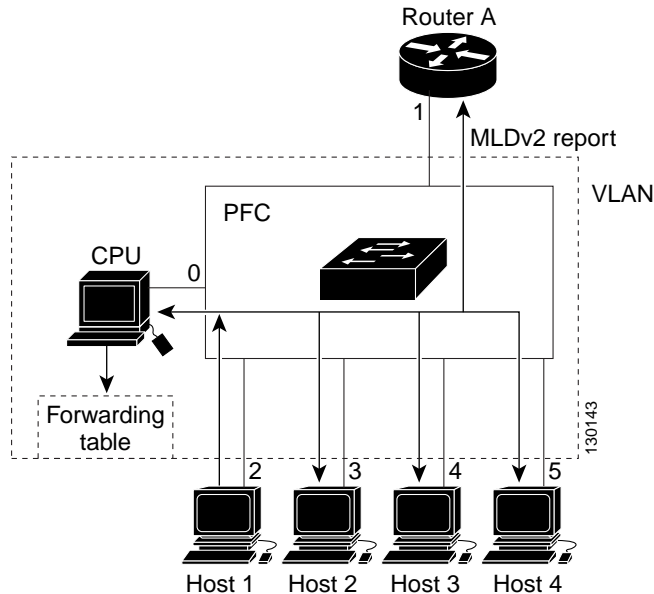 Router A
1
MLDv2 report
VLAN
PFC
CPU
0
Forwarding
table
130143
2
3
4
5
Host 1
Host 2
Host 3
Host 4